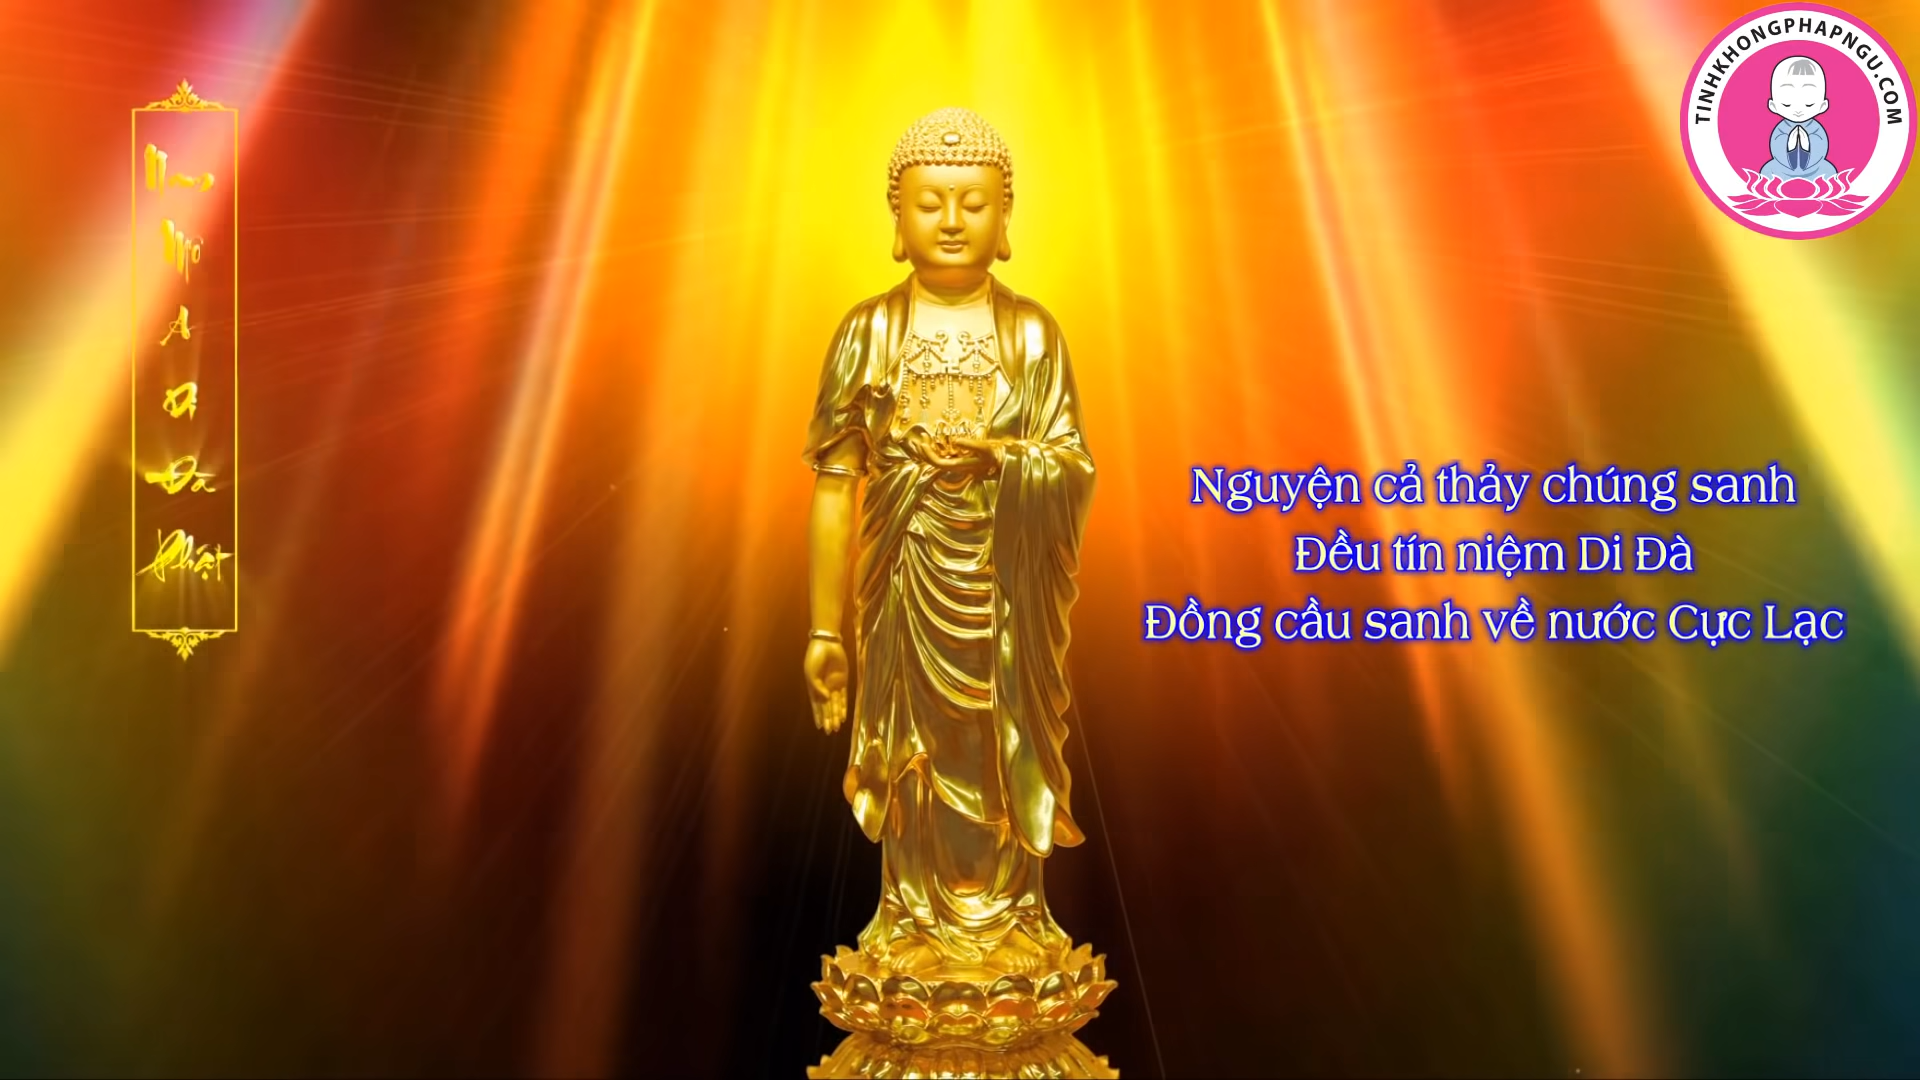 Nam
Mô
A
Di
Đà
Phật
Nguyện cả thảy chúng sanh
Đều tín niệm Di Đà
Đồng cầu sanh về nước Cực Lạc
TINHKHONGPHAPNGU.COM